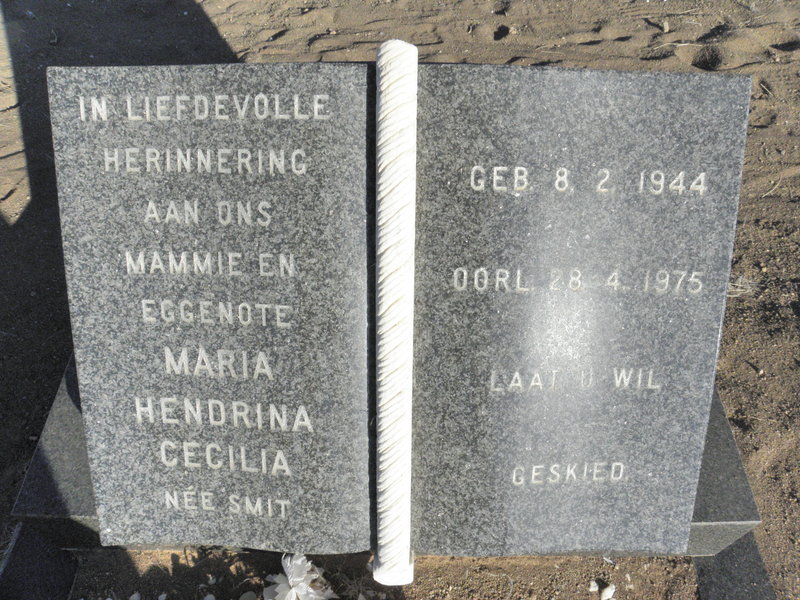 IN LIEFDEVOLLE
HERINNERING
AAN ONS
MAMMIE EN
EGGENOTE
MARIA
HENDRINA
CECILIA
NÉE SMIT
GEB. 8. 2. 1944
OORL. 28. 4. 1975
LAAT U WIL
GESKIED